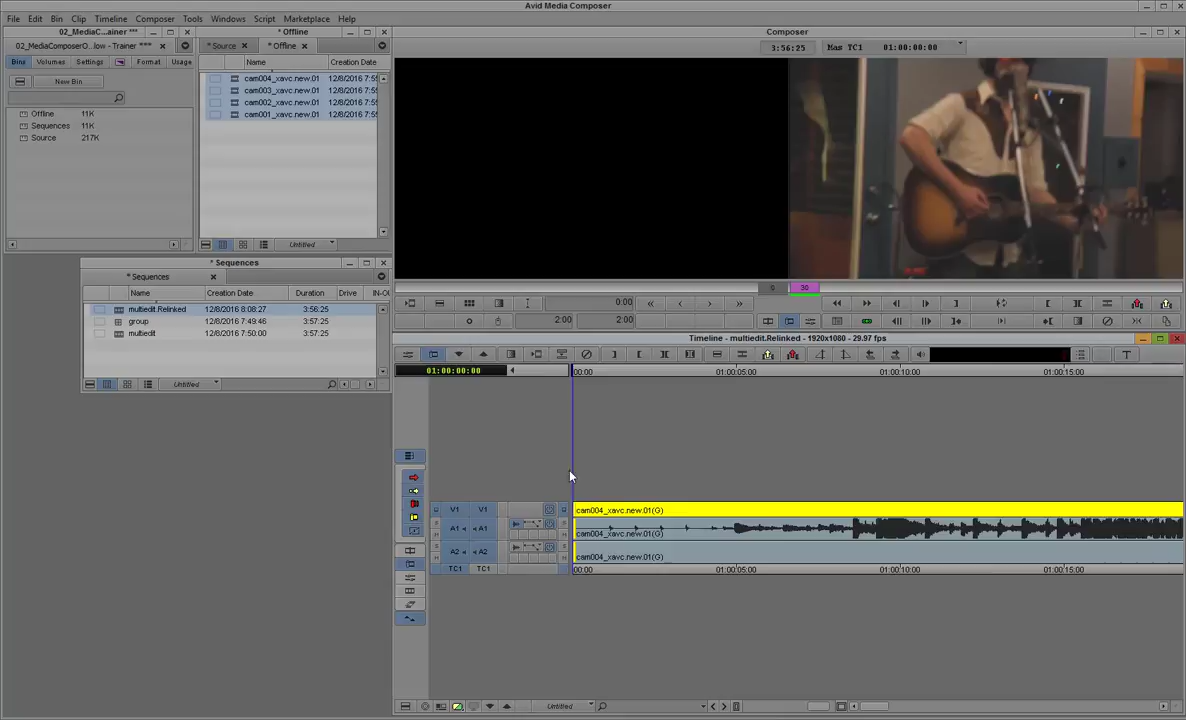 Avid Media Composer
File Edit Bin Clip Timeline Composer Tools Windows Script Marketplace Help
02_MediaC...ainer ***
* Offline
Composer
02_MediaComposerO...low - Trainer ***
* Source
* Offline
3:56:25
Mas TC1 01:00:00:00
Bins Volumes Settings Format Usage
Name Creation Date
New Bin
cam004_xavc.new.01 12/8/2016 7:5
cam003_xavc.new.01 12/8/2016 7:5
cam002_xavc.new.01 12/8/2016 7:5
cam001_xavc.new.01 12/8/2016 7:5
Offline 11K
Sequences 11K
Source 217K
Untitled
* Sequences
* Sequences
Name Creation Date Duration Drive IN-O
multiedit.Relinked 12/8/2016 8:08:27 3:56:25
group 12/8/2016 7:49:46 3:57:25
multiedit 12/8/2016 7:50:00 3:57:25
Untitled
0 30
0:00
2:00 2:00
Timeline - multiedit.Relinked - 1920x1080 - 29.97 fps
01:00:00:00
00:00 01:00:05:00 01:00:10:00 01:00:15:00
V1 V1 cam004_xavc.new.01(G)
A1 A1 cam004_xavc.new.01(G)
A2 A2 cam004_xavc.new.01(G)
TC1 TC1 00:00 01:00:05:00 01:00:10:00 01:00:15:00
Untitled